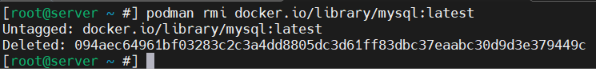 [root@server ~ #] podman rmi docker.io/library/mysql:latest
Untagged: docker.io/library/mysql:latest
Deleted: 094aec64961bf03283c2c3a4dd8805dc3d61ff83dbc37eaabc30d9d3e379449c
[root@server ~ #]